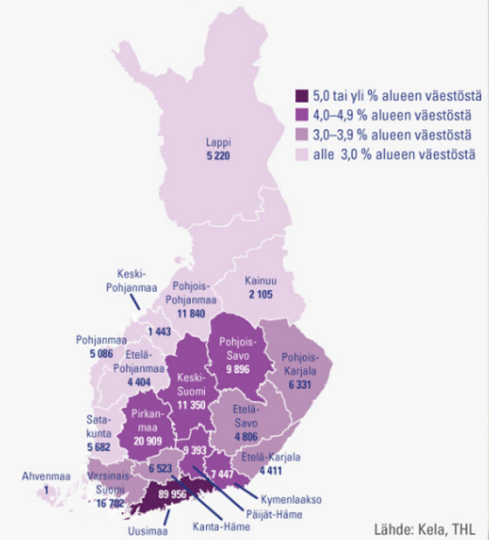 5,0 tai yli % alueen väestöstä
4,0–4,9 % alueen väestöstä
3,0–3,9 % alueen väestöstä
alle 3,0 % alueen väestöstä
Lappi
5 220
Kainuu
2 105
Keski-
Pohjanmaa
1 443
Pohjois-
Pohjanmaa
11 840
Pohjanmaa
5 086
Etelä-
Pohjanmaa
4 404
Pohjois-
Savo
9 896
Pohjois-
Karjala
6 331
Keski-
Suomi
11 350
Pirkan-
maa
20 909
Etelä-
Savo
4 806
Sata-
kunta
5 682
9 393
Etelä-Karjala
4 411
6 523
7 447
Ahvenmaa
1
Varsinais-
Suomi
16 702
89 956
Kymenlaakso
Päijät-Häme
Kanta-Häme
Uusimaa
Lähde: Kela, THL